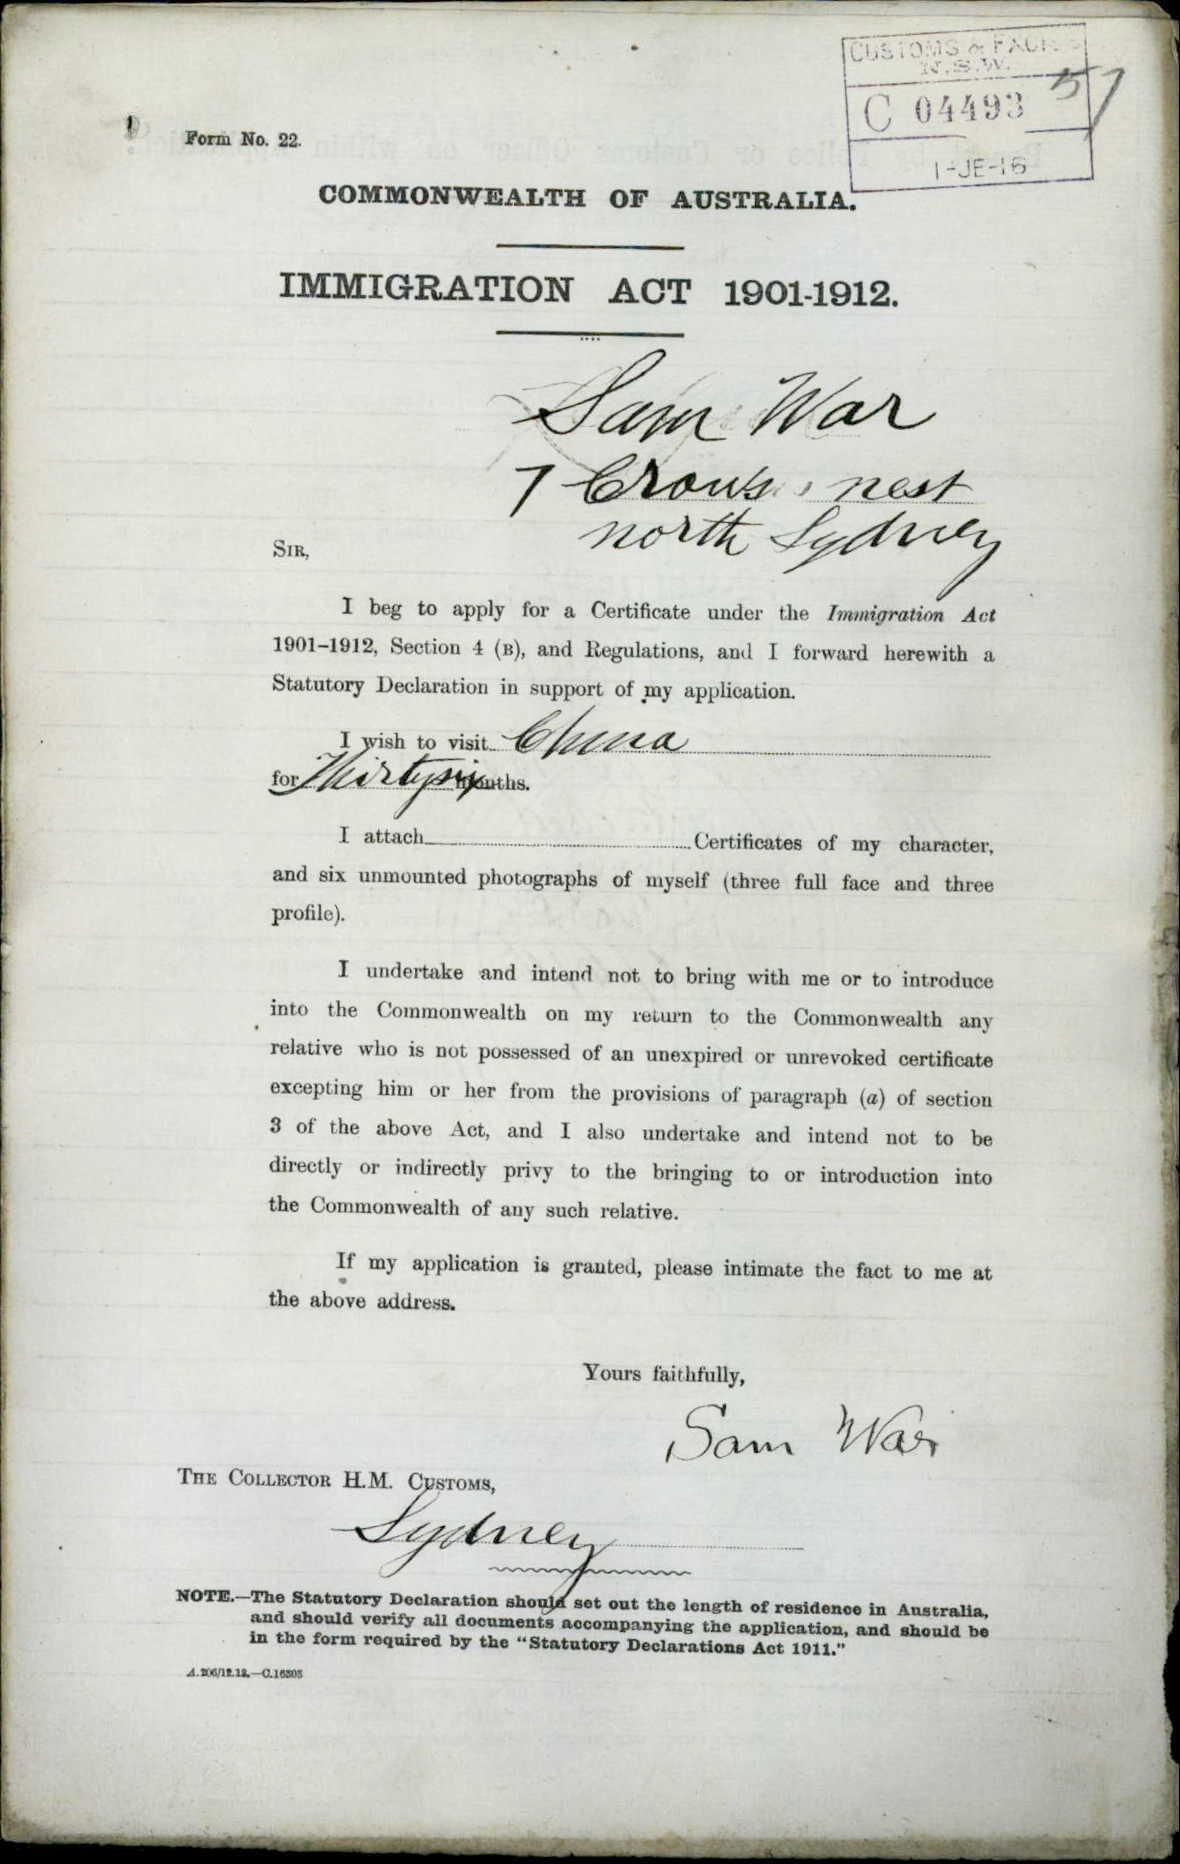 CUSTOMS & EXCISE
N.S.W.
C 04493 57
1-JE-16
Form No. 22.
COMMONWEALTH OF AUSTRALIA.
IMMIGRATION ACT 1901-1912.
Sam War
7 Crows nest
north Sydney
SIR,
I beg to apply for a Certificate under the Immigration Act
1901–1912, Section 4 (B), and Regulations, and I forward herewith a
Statutory Declaration in support of my application.
I wish to visit China
for Thirtysix months.
I attach Certificates of my character,
and six unmounted photographs of myself (three full face and three
profile).
I undertake and intend not to bring with me or to introduce
into the Commonwealth on my return to the Commonwealth any
relative who is not possessed of an unexpired or unrevoked certificate
excepting him or her from the provisions of paragraph (a) of section
3 of the above Act, and I also undertake and intend not to be
directly or indirectly privy to the bringing to or introduction into
the Commonwealth of any such relative.
If my application is granted, please intimate the fact to me at
the above address.
Yours faithfully,
Sam War
THE COLLECTOR H.M. CUSTOMS,
Sydney
NOTE.—The Statutory Declaration should set out the length of residence in Australia,
and should verify all documents accompanying the application, and should be
in the form required by the "Statutory Declarations Act 1911."
A.206/12.12.—C.16303